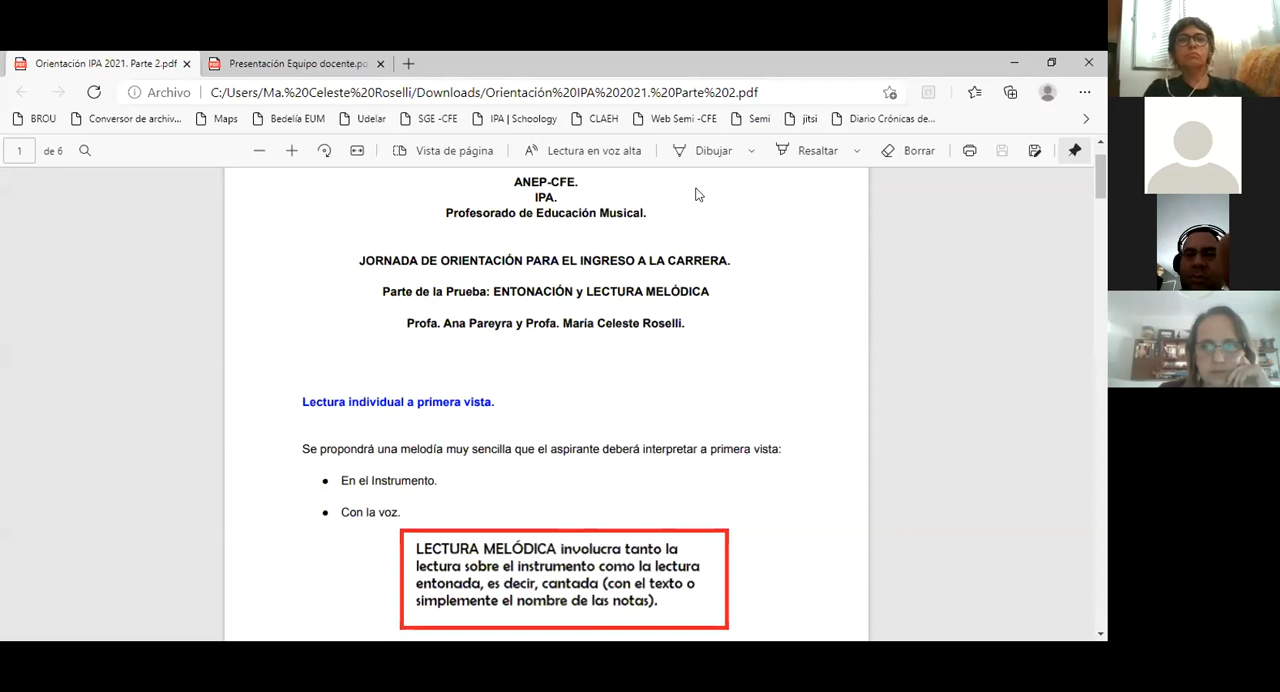 Orientación IPA 2021. Parte 2.pdf
Presentación Equipo docente.pd
Archivo C:/Users/Ma.%20Celeste%20Roselli/Downloads/Orientación%20IPA%202021.%20Parte%202.pdf
BROU Conversor de archiv... Maps Bedelía EUM Udelar SGE -CFE IPA | Schoology CLAEH Web Semi -CFE Semi jitsi Diario Crónicas de...
1 de 6 Vista de página Lectura en voz alta Dibujar Resaltar Borrar
ANEP-CFE.
IPA.
Profesorado de Educación Musical.
JORNADA DE ORIENTACIÓN PARA EL INGRESO A LA CARRERA.
Parte de la Prueba: ENTONACIÓN y LECTURA MELÓDICA
Profa. Ana Pareyra y Profa. María Celeste Roselli.
Lectura individual a primera vista.
Se propondrá una melodía muy sencilla que el aspirante deberá interpretar a primera vista:
● En el Instrumento.
● Con la voz.
LECTURA MELÓDICA involucra tanto la
lectura sobre el instrumento como la lectura
entonada, es decir, cantada (con el texto o
simplemente el nombre de las notas).